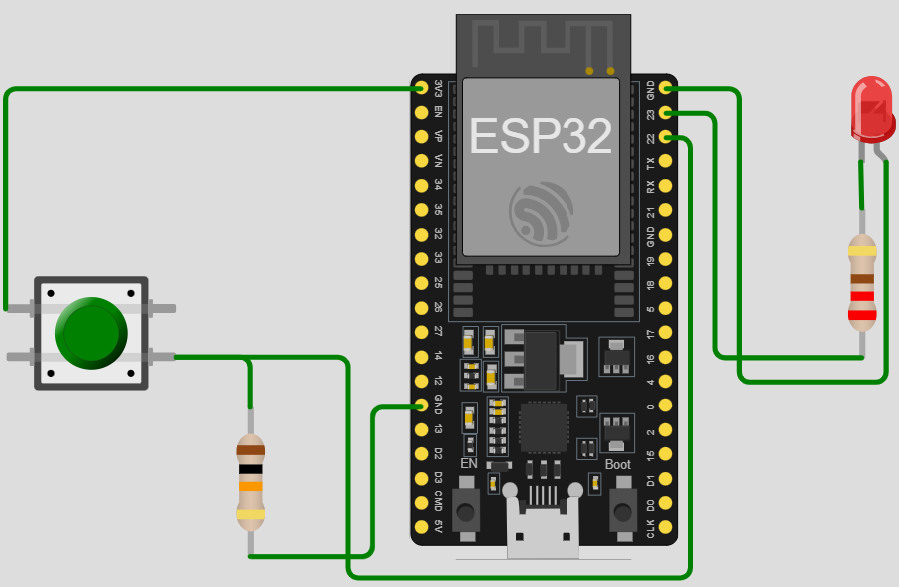 ESP32
3V3
EN
VP
VN
34
35
32
33
25
26
27
14
12
GND
13
D2
D3
CMD
5V
GND
23
22
TX
RX
21
GND
19
18
5
17
16
4
0
2
15
D1
D0
CLK
EN
Boot